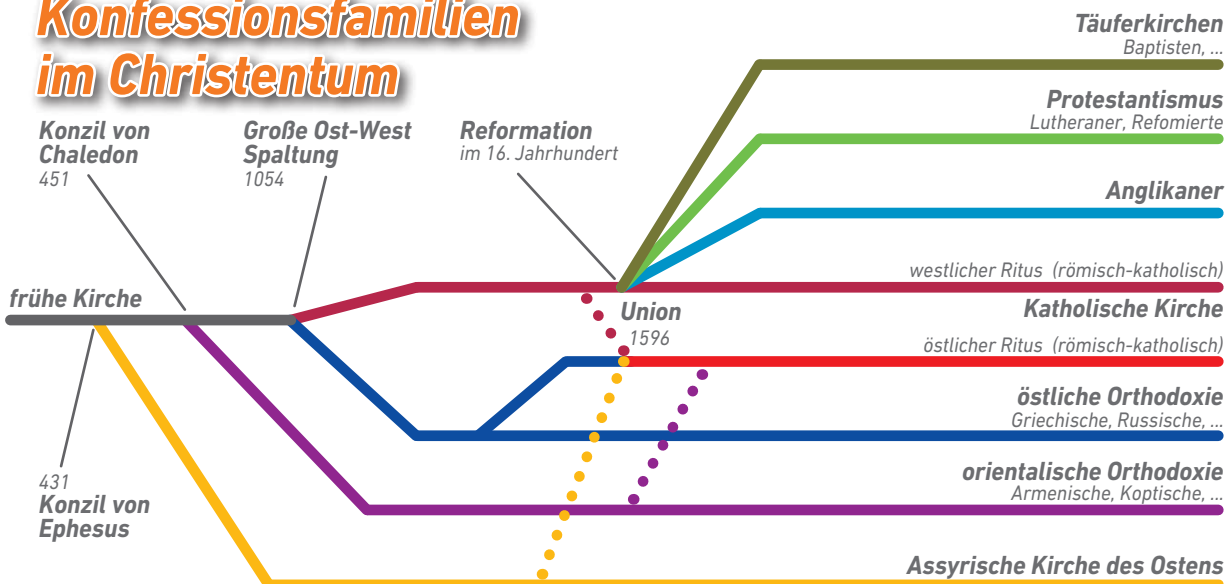 Konfessionsfamilien
im Christentum
Täuferkirchen
Baptisten, ...
Protestantismus
Lutheraner, Refomierte
Konzil von
Chaledon
451
Große Ost-West
Spaltung
1054
Reformation
im 16. Jahrhundert
Anglikaner
westlicher Ritus (römisch-katholisch)
frühe Kirche
Union
1596
Katholische Kirche
östlicher Ritus (römisch-katholisch)
östliche Orthodoxie
Griechische, Russische, ...
431
Konzil von
Ephesus
orientalische Orthodoxie
Armenische, Koptische, ...
Assyrische Kirche des Ostens